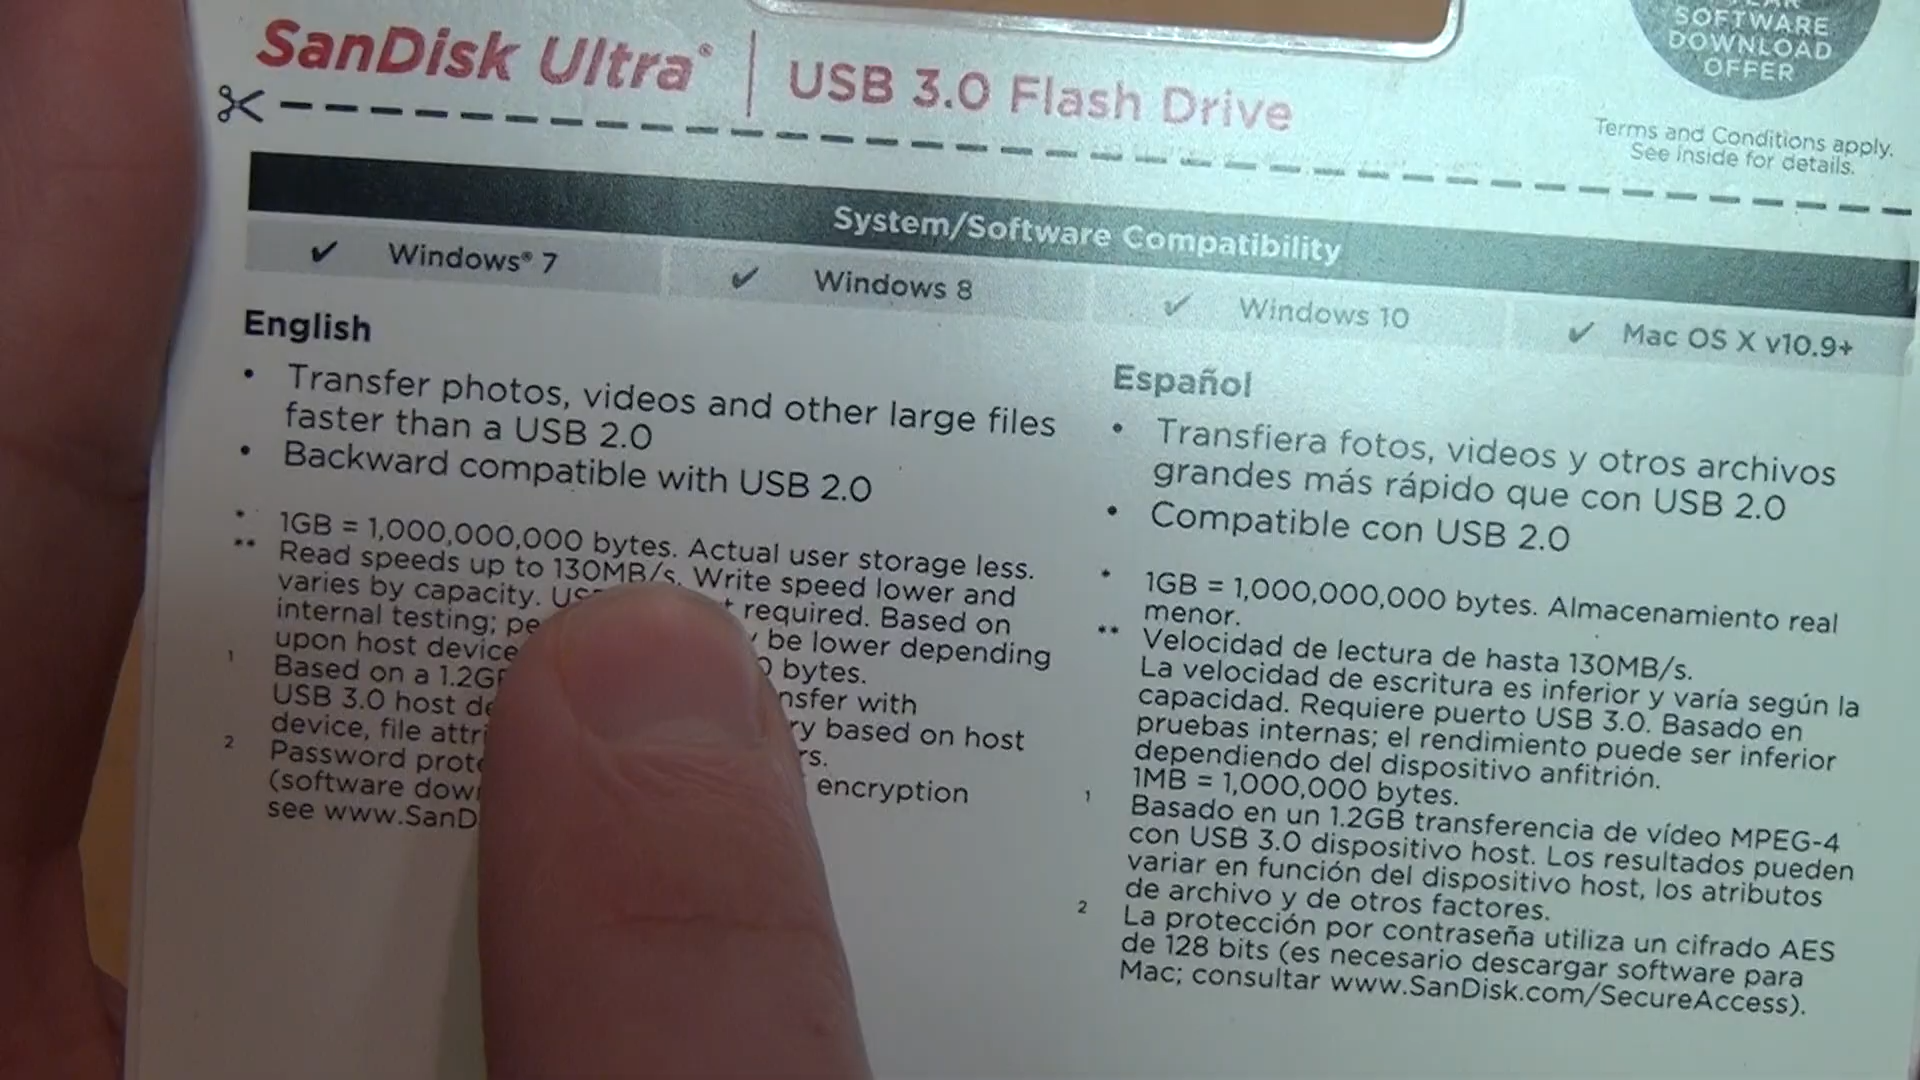 SanDisk Ultra® | USB 3.0 Flash Drive
SOFTWARE
DOWNLOAD
OFFER
Terms and Conditions apply.
See inside for details.
System/Software Compatibility
✓ Windows® 7 ✓ Windows 8 ✓ Windows 10 ✓ Mac OS X v10.9+
English
• Transfer photos, videos and other large files
faster than a USB 2.0
• Backward compatible with USB 2.0
* 1GB = 1,000,000,000 bytes. Actual user storage less.
** Read speeds up to 130MB/s. Write speed lower and
varies by capacity. required. Based on
internal testing; be lower depending
upon host device bytes.
1 Based on a with
USB 3.0 host based on host
device, file
2 Password encryption
(software
see
Español
• Transfiera fotos, videos y otros archivos
grandes más rápido que con USB 2.0
• Compatible con USB 2.0
* 1GB = 1,000,000,000 bytes. Almacenamiento real
menor.
** Velocidad de lectura de hasta 130MB/s.
La velocidad de escritura es inferior y varía según la
capacidad. Requiere puerto USB 3.0. Basado en
pruebas internas; el rendimiento puede ser inferior
dependiendo del dispositivo anfitrión.
1MB = 1,000,000 bytes.
1 Basado en un 1.2GB transferencia de vídeo MPEG-4
con USB 3.0 dispositivo host. Los resultados pueden
variar en función del dispositivo host, los atributos
de archivo y de otros factores.
2 La protección por contraseña utiliza un cifrado AES
de 128 bits (es necesario descargar software para
Mac; consultar www.SanDisk.com/SecureAccess).